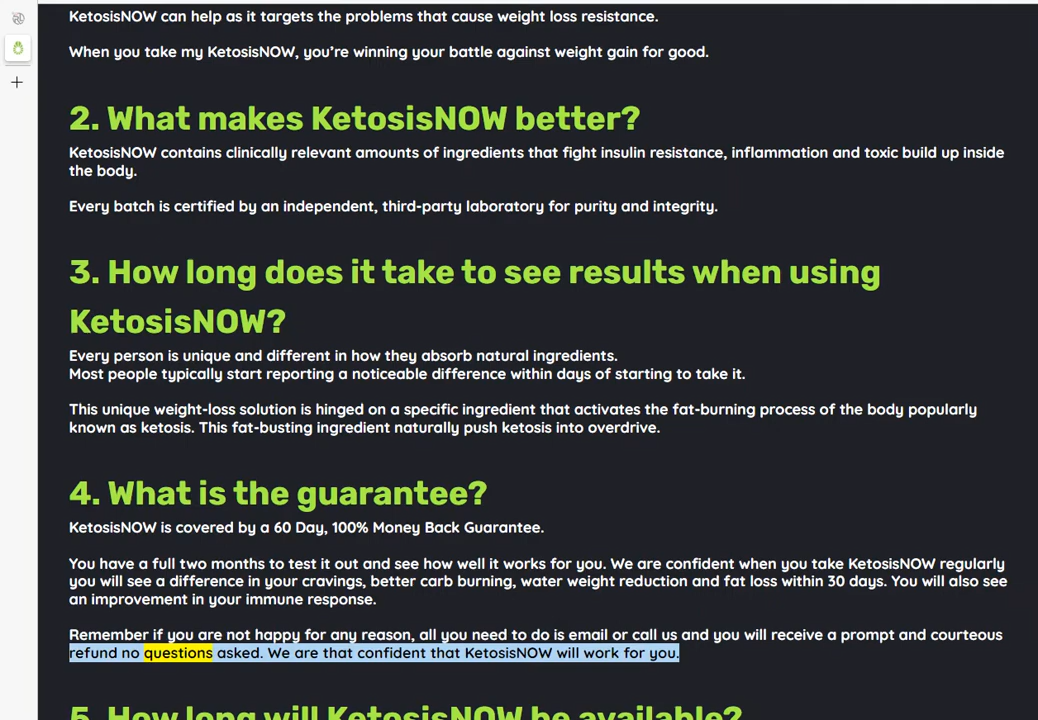 KetosisNOW can help as it targets the problems that cause weight loss resistance.
When you take my KetosisNOW, you're winning your battle against weight gain for good.
2. What makes KetosisNOW better?
KetosisNOW contains clinically relevant amounts of ingredients that fight insulin resistance, inflammation and toxic build up inside
the body.
Every batch is certified by an independent, third-party laboratory for purity and integrity.
3. How long does it take to see results when using
KetosisNOW?
Every person is unique and different in how they absorb natural ingredients.
Most people typically start reporting a noticeable difference within days of starting to take it.
This unique weight-loss solution is hinged on a specific ingredient that activates the fat-burning process of the body popularly
known as ketosis. This fat-busting ingredient naturally push ketosis into overdrive.
4. What is the guarantee?
KetosisNOW is covered by a 60 Day, 100% Money Back Guarantee.
You have a full two months to test it out and see how well it works for you. We are confident when you take KetosisNOW regularly
you will see a difference in your cravings, better carb burning, water weight reduction and fat loss within 30 days. You will also see
an improvement in your immune response.
Remember if you are not happy for any reason, all you need to do is email or call us and you will receive a prompt and courteous
refund no questions asked. We are that confident that KetosisNOW will work for you.
5. How long will KetosisNOW be available?